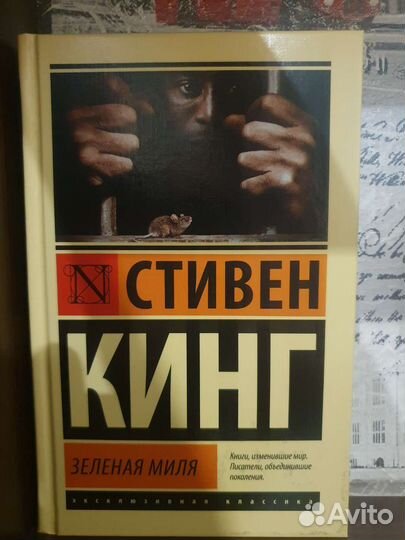 N
СТИВЕН
КИНГ
ЗЕЛЕНАЯ МИЛЯ
Книги, изменившие мир.
Писатели, объединившие
поколения.
эксклюзивная классика
Avito